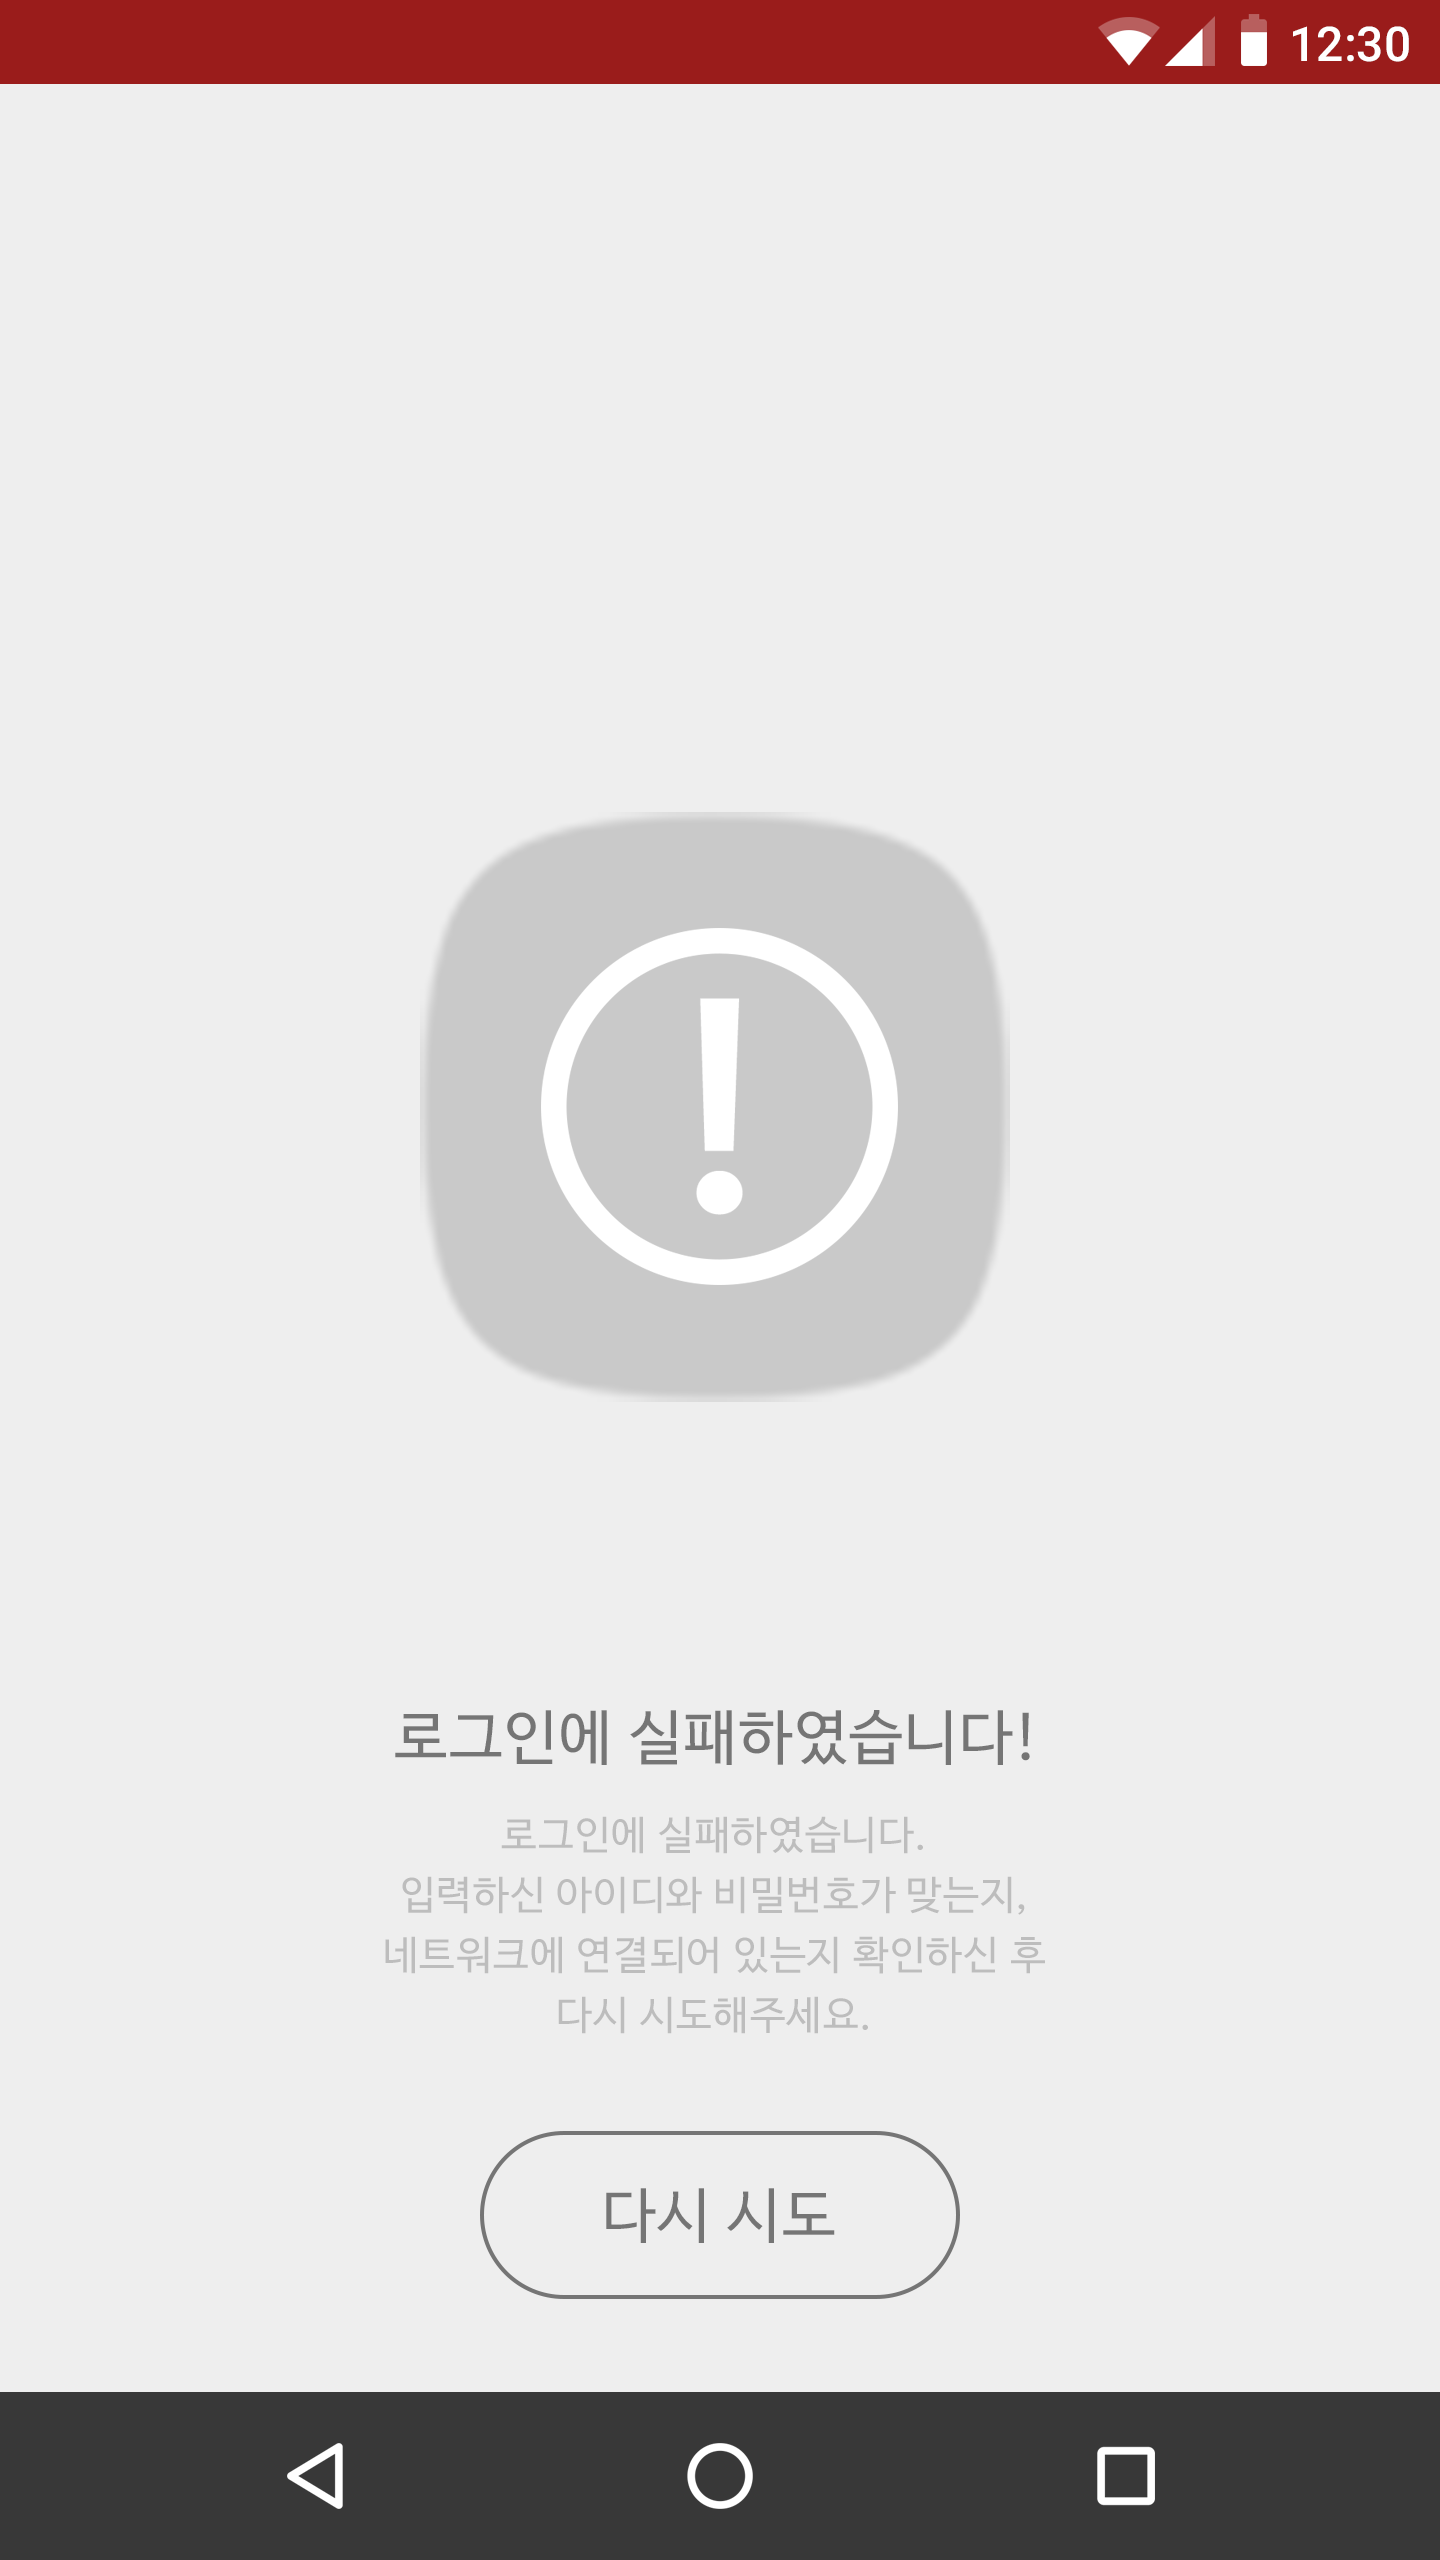 12:30
로그인에 실패하였습니다!
로그인에 실패하였습니다.
입력하신 아이디와 비밀번호가 맞는지,
네트워크에 연결되어 있는지 확인하신 후
다시 시도해주세요.
다시 시도